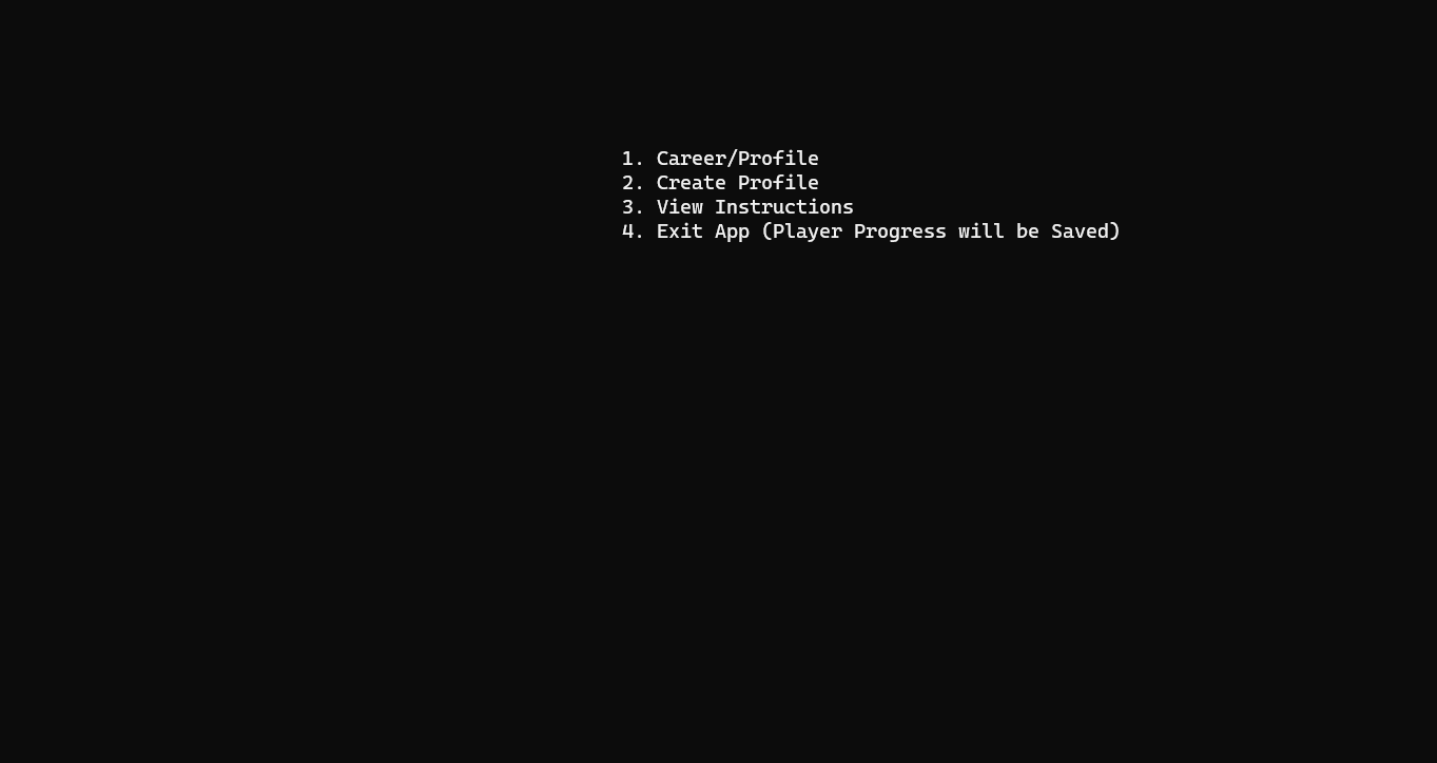 1. Career/Profile
2. Create Profile
3. View Instructions
4. Exit App (Player Progress will be Saved)